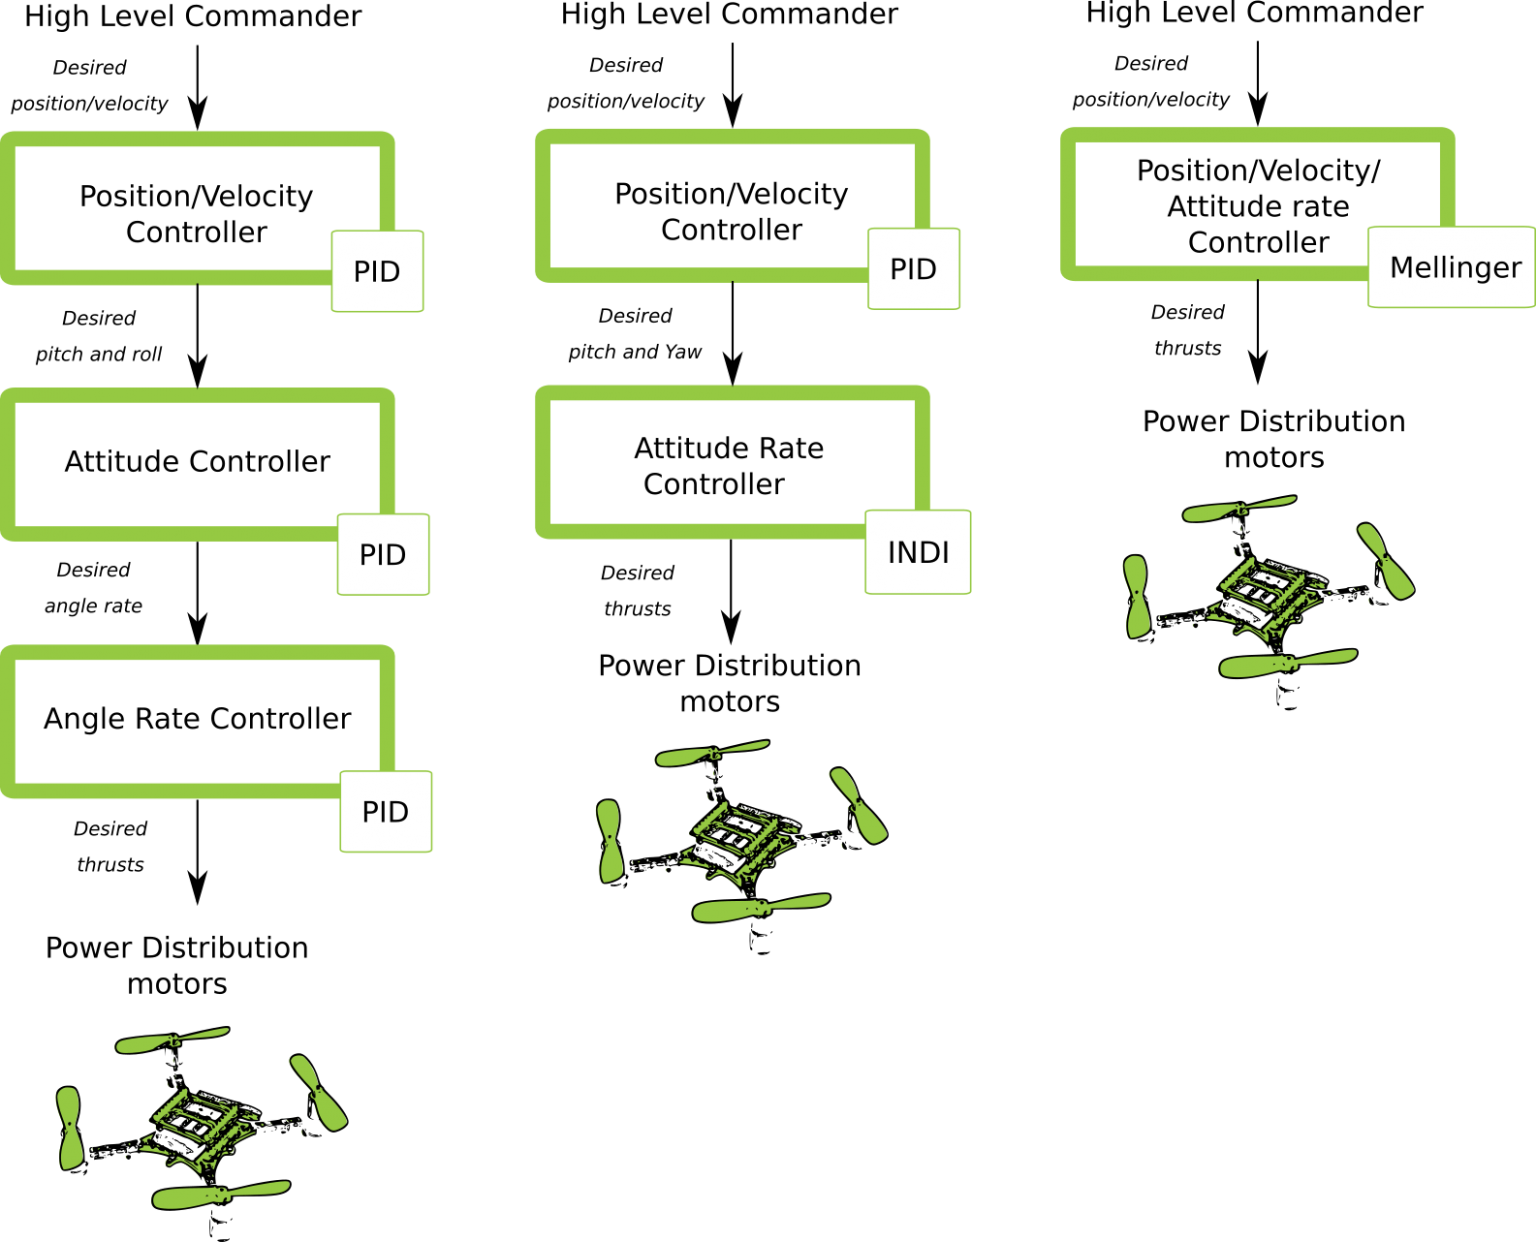 High Level Commander
Desired
position/velocity
Position/Velocity
Controller
PID
Desired
pitch and roll
Attitude Controller
PID
Desired
angle rate
Angle Rate Controller
PID
Desired
thrusts
Power Distribution
motors
High Level Commander
Desired
position/velocity
Position/Velocity
Controller
PID
Desired
pitch and Yaw
Attitude Rate
Controller
INDI
Desired
thrusts
Power Distribution
motors
High Level Commander
Desired
position/velocity
Position/Velocity/
Attitude rate
Controller
Mellinger
Desired
thrusts
Power Distribution
motors